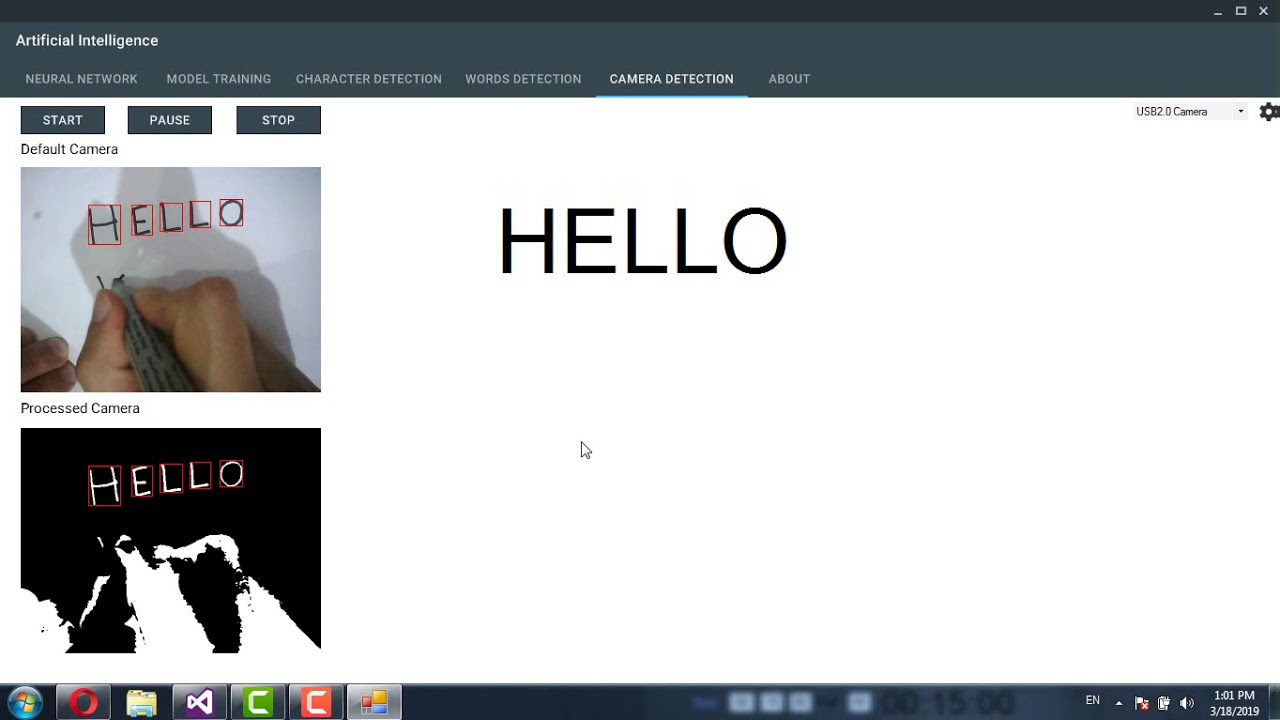 Artificial Intelligence
NEURAL NETWORK MODEL TRAINING CHARACTER DETECTION WORDS DETECTION CAMERA DETECTION ABOUT
START PAUSE STOP
USB2.0 Camera
Default Camera
HELLO
HELLO
Processed Camera
HELLO
EN
1:01 PM
3/18/2019